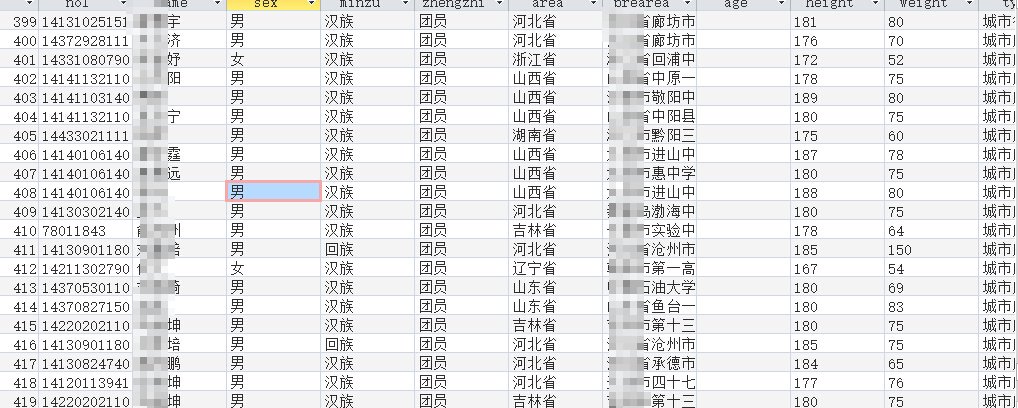 no1 name sex minzu zhengzhi area prearea age height weight ty
399 14131025151 宇 男 汉族 团员 河北省 省廊坊市 181 80 城市
400 14372928111 济 男 汉族 团员 河北省 省廊坊市 176 70 城市
401 14331080790 妤 女 汉族 团员 浙江省 省回浦中 172 52 城市
402 14141132110 阳 男 汉族 团员 山西省 省中原一 178 75 城市
403 14141103140 男 汉族 团员 山西省 市敬阳中 189 80 城市
404 14141132110 宁 男 汉族 团员 山西省 省中阳县 180 75 城市
405 14433021111 男 汉族 团员 湖南省 市黔阳三 175 60 城市
406 14140106140 霆 男 汉族 团员 山西省 市进山中 187 78 城市
407 14140106140 远 男 汉族 团员 山西省 市惠中学 180 75 城市
408 14140106140 男 汉族 团员 山西省 市进山中 188 80 城市
409 14130302140 男 汉族 团员 河北省 岛渤海中 180 75 城市
410 78011843 州 男 汉族 团员 吉林省 市实验中 178 64 城市
411 14130901180 培 男 回族 团员 河北省 省沧州市 185 150 城市
412 14211302790 女 汉族 团员 辽宁省 市第一高 167 54 城市
413 14370530110 琦 男 汉族 团员 山东省 石油大学 180 69 城市
414 14370827150 男 汉族 团员 山东省 省鱼台一 180 83 城市
415 14220202110 坤 男 汉族 团员 吉林省 市第十三 180 75 城市
416 14130901180 培 男 回族 团员 河北省 省沧州市 185 75 城市
417 14130824740 鹏 男 汉族 团员 河北省 省承德市 184 65 城市
418 14120113941 坤 男 汉族 团员 河北省 市四十七 177 76 城市
419 14220202110 坤 男 汉族 团员 吉林省 市第十三 180 75 城市